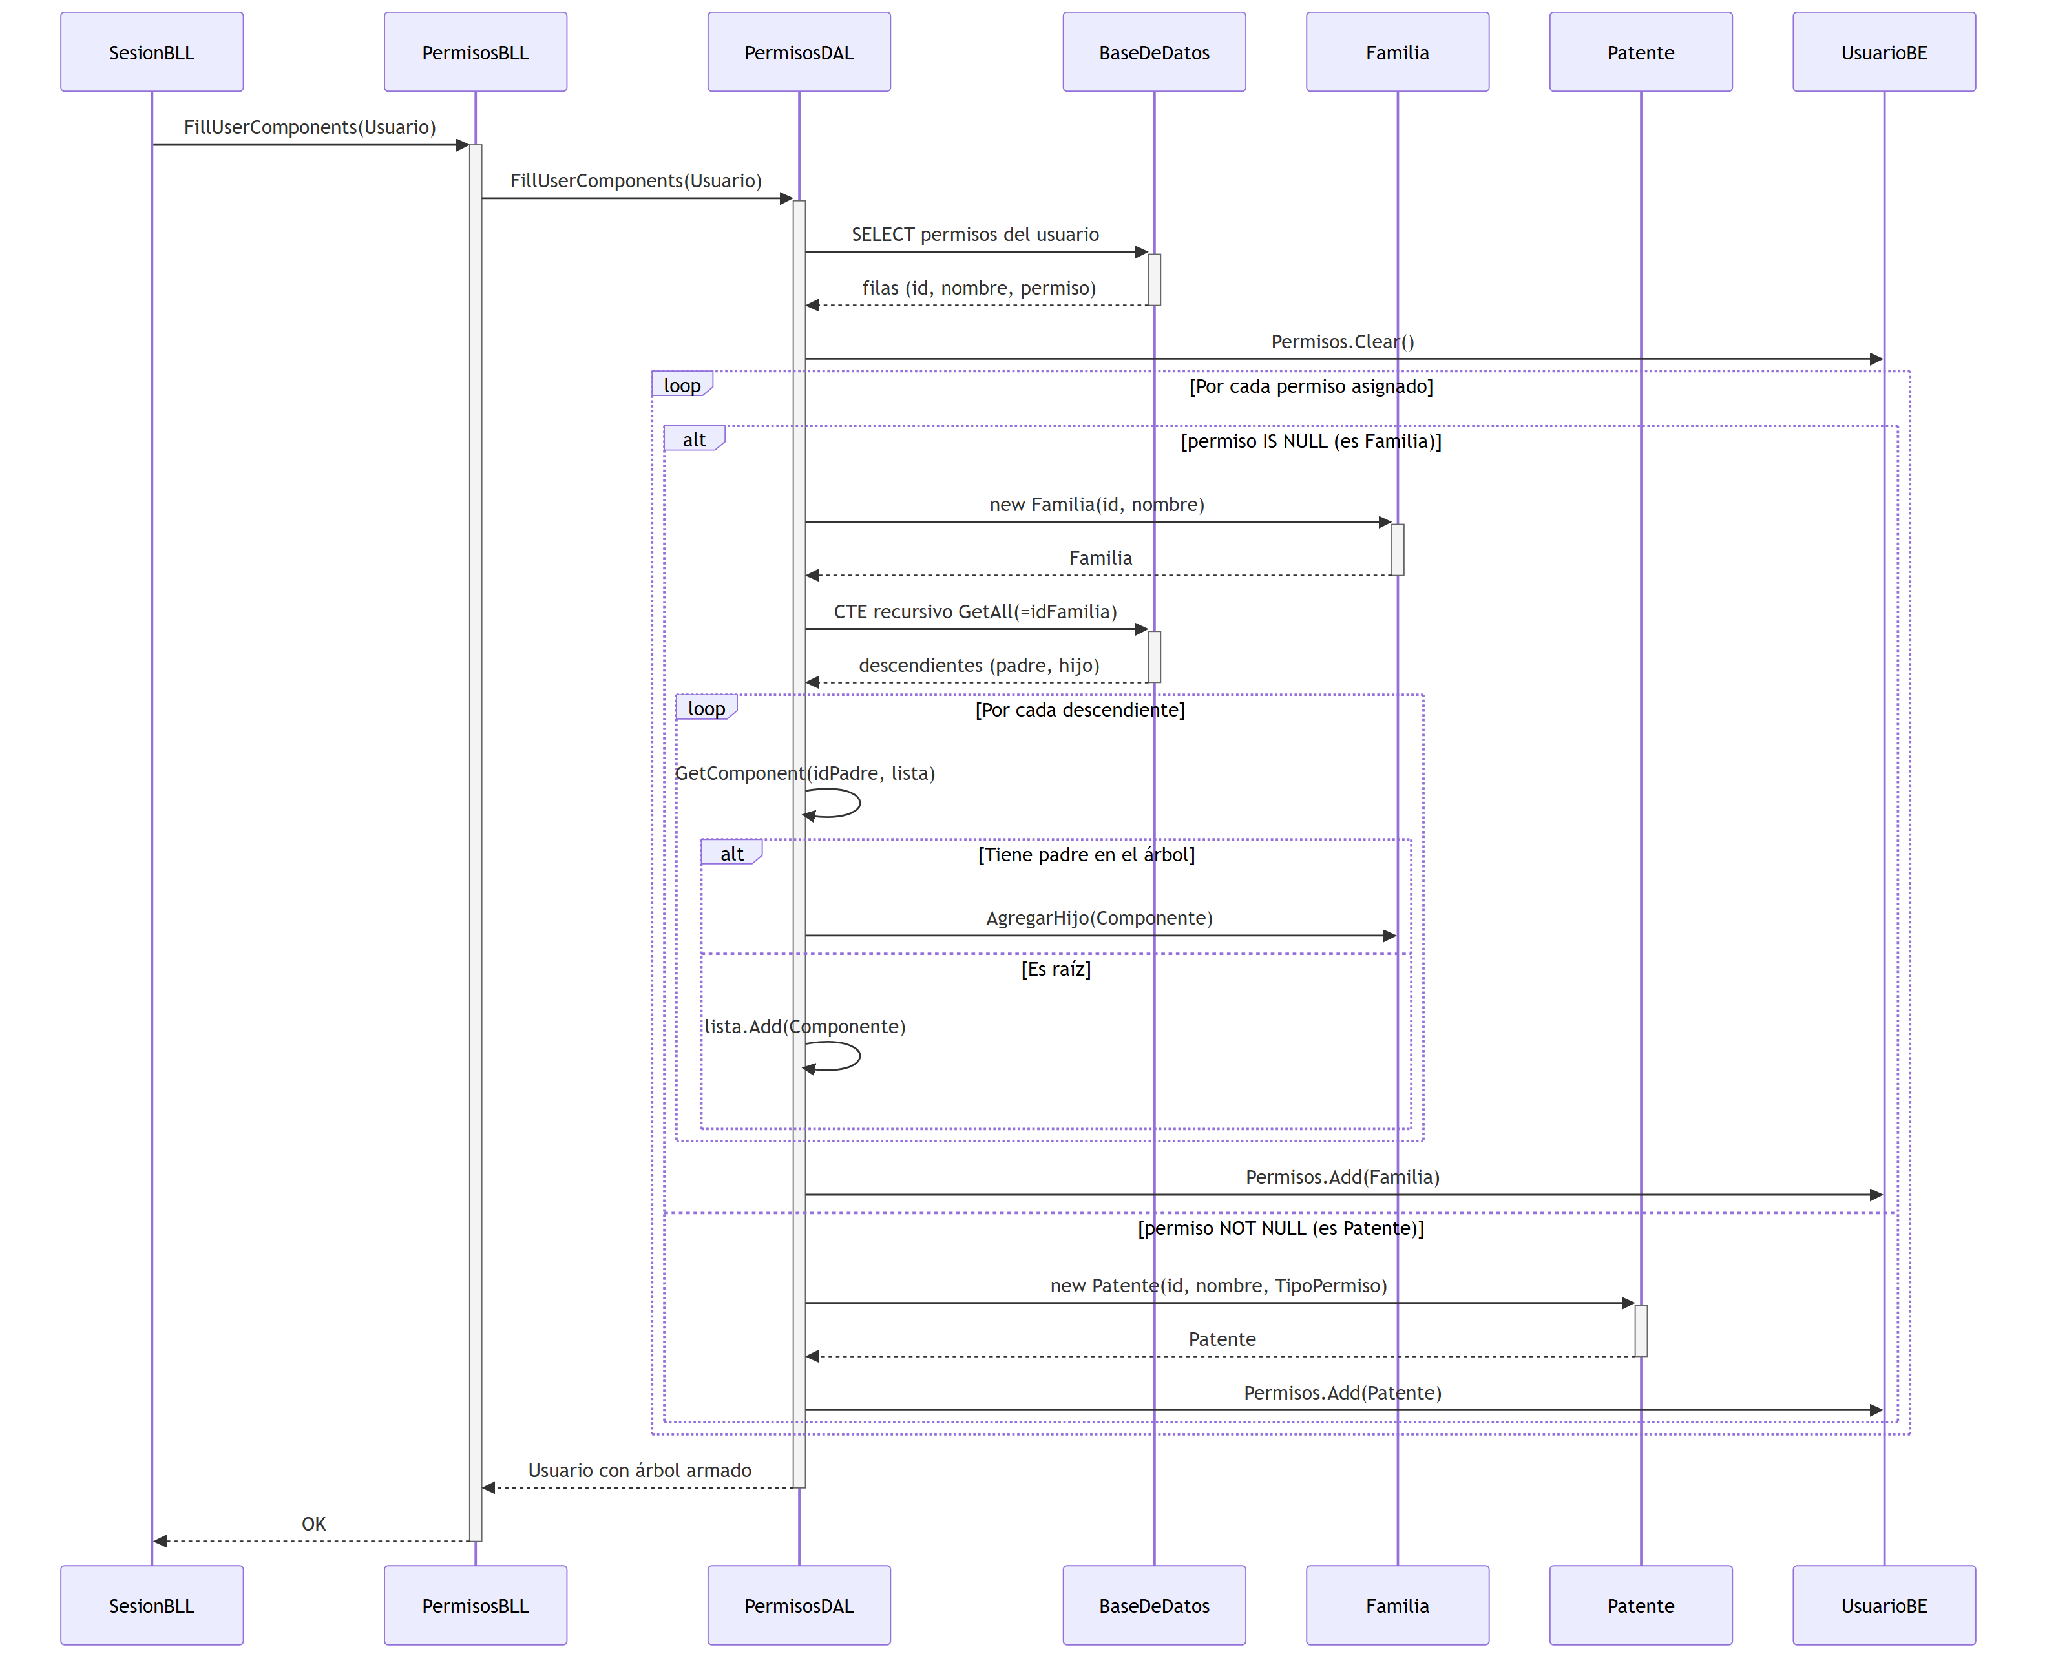 SesionBLL
PermisosBLL
PermisosDAL
BaseDeDatos
Familia
Patente
UsuarioBE
FillUserComponents(Usuario)
FillUserComponents(Usuario)
SELECT permisos del usuario
filas (id, nombre, permiso)
Permisos.Clear()
loop
[Por cada permiso asignado]
alt
[permiso IS NULL (es Familia)]
new Familia(id, nombre)
Familia
CTE recursivo GetAll(=idFamilia)
descendientes (padre, hijo)
loop
[Por cada descendiente]
GetComponent(idPadre, lista)
alt
[Tiene padre en el árbol]
AgregarHijo(Componente)
[Es raíz]
lista.Add(Componente)
Permisos.Add(Familia)
[permiso NOT NULL (es Patente)]
new Patente(id, nombre, TipoPermiso)
Patente
Permisos.Add(Patente)
Usuario con árbol armado
OK
SesionBLL
PermisosBLL
PermisosDAL
BaseDeDatos
Familia
Patente
UsuarioBE